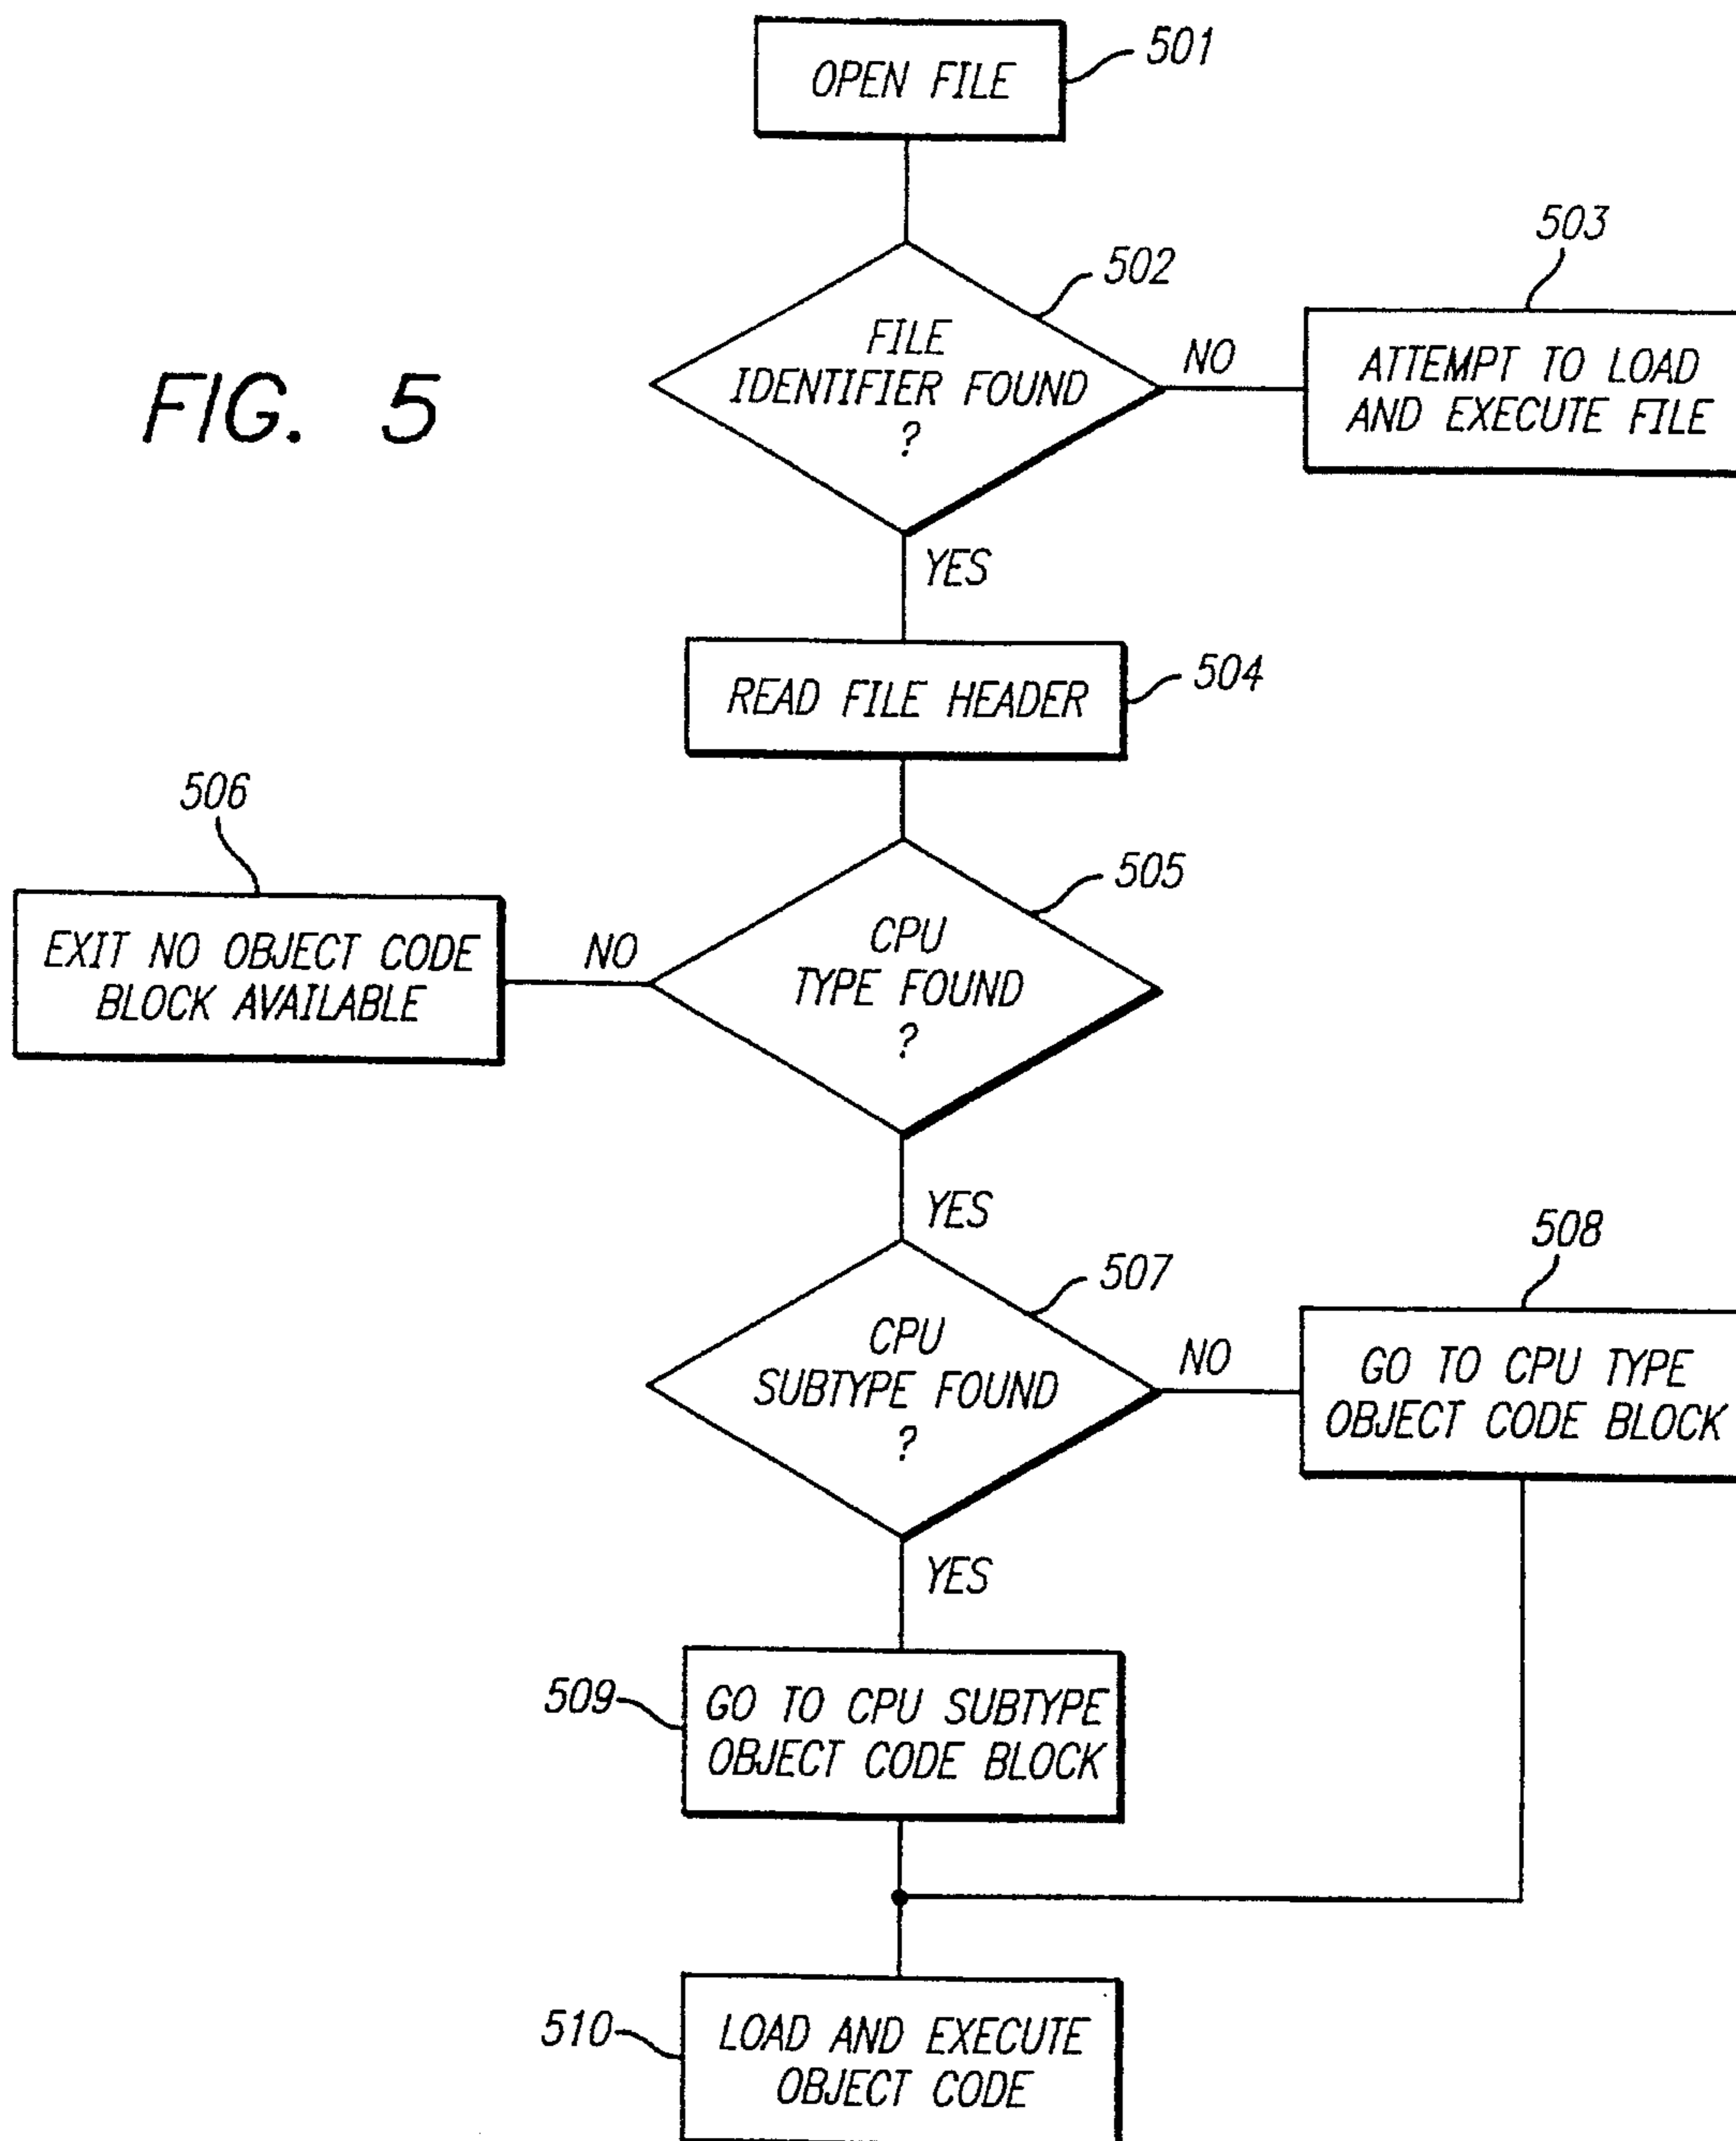 501
OPEN FILE
502
503
FILE
IDENTIFIER FOUND
?
NO
ATTEMPT TO LOAD
AND EXECUTE FILE
FIG. 5
YES
READ FILE HEADER
504
506
505
EXIT NO OBJECT CODE
BLOCK AVAILABLE
NO
CPU
TYPE FOUND
?
YES
507
508
CPU
SUBTYPE FOUND
?
NO
GO TO CPU TYPE
OBJECT CODE BLOCK
YES
509
GO TO CPU SUBTYPE
OBJECT CODE BLOCK
510
LOAD AND EXECUTE
OBJECT CODE